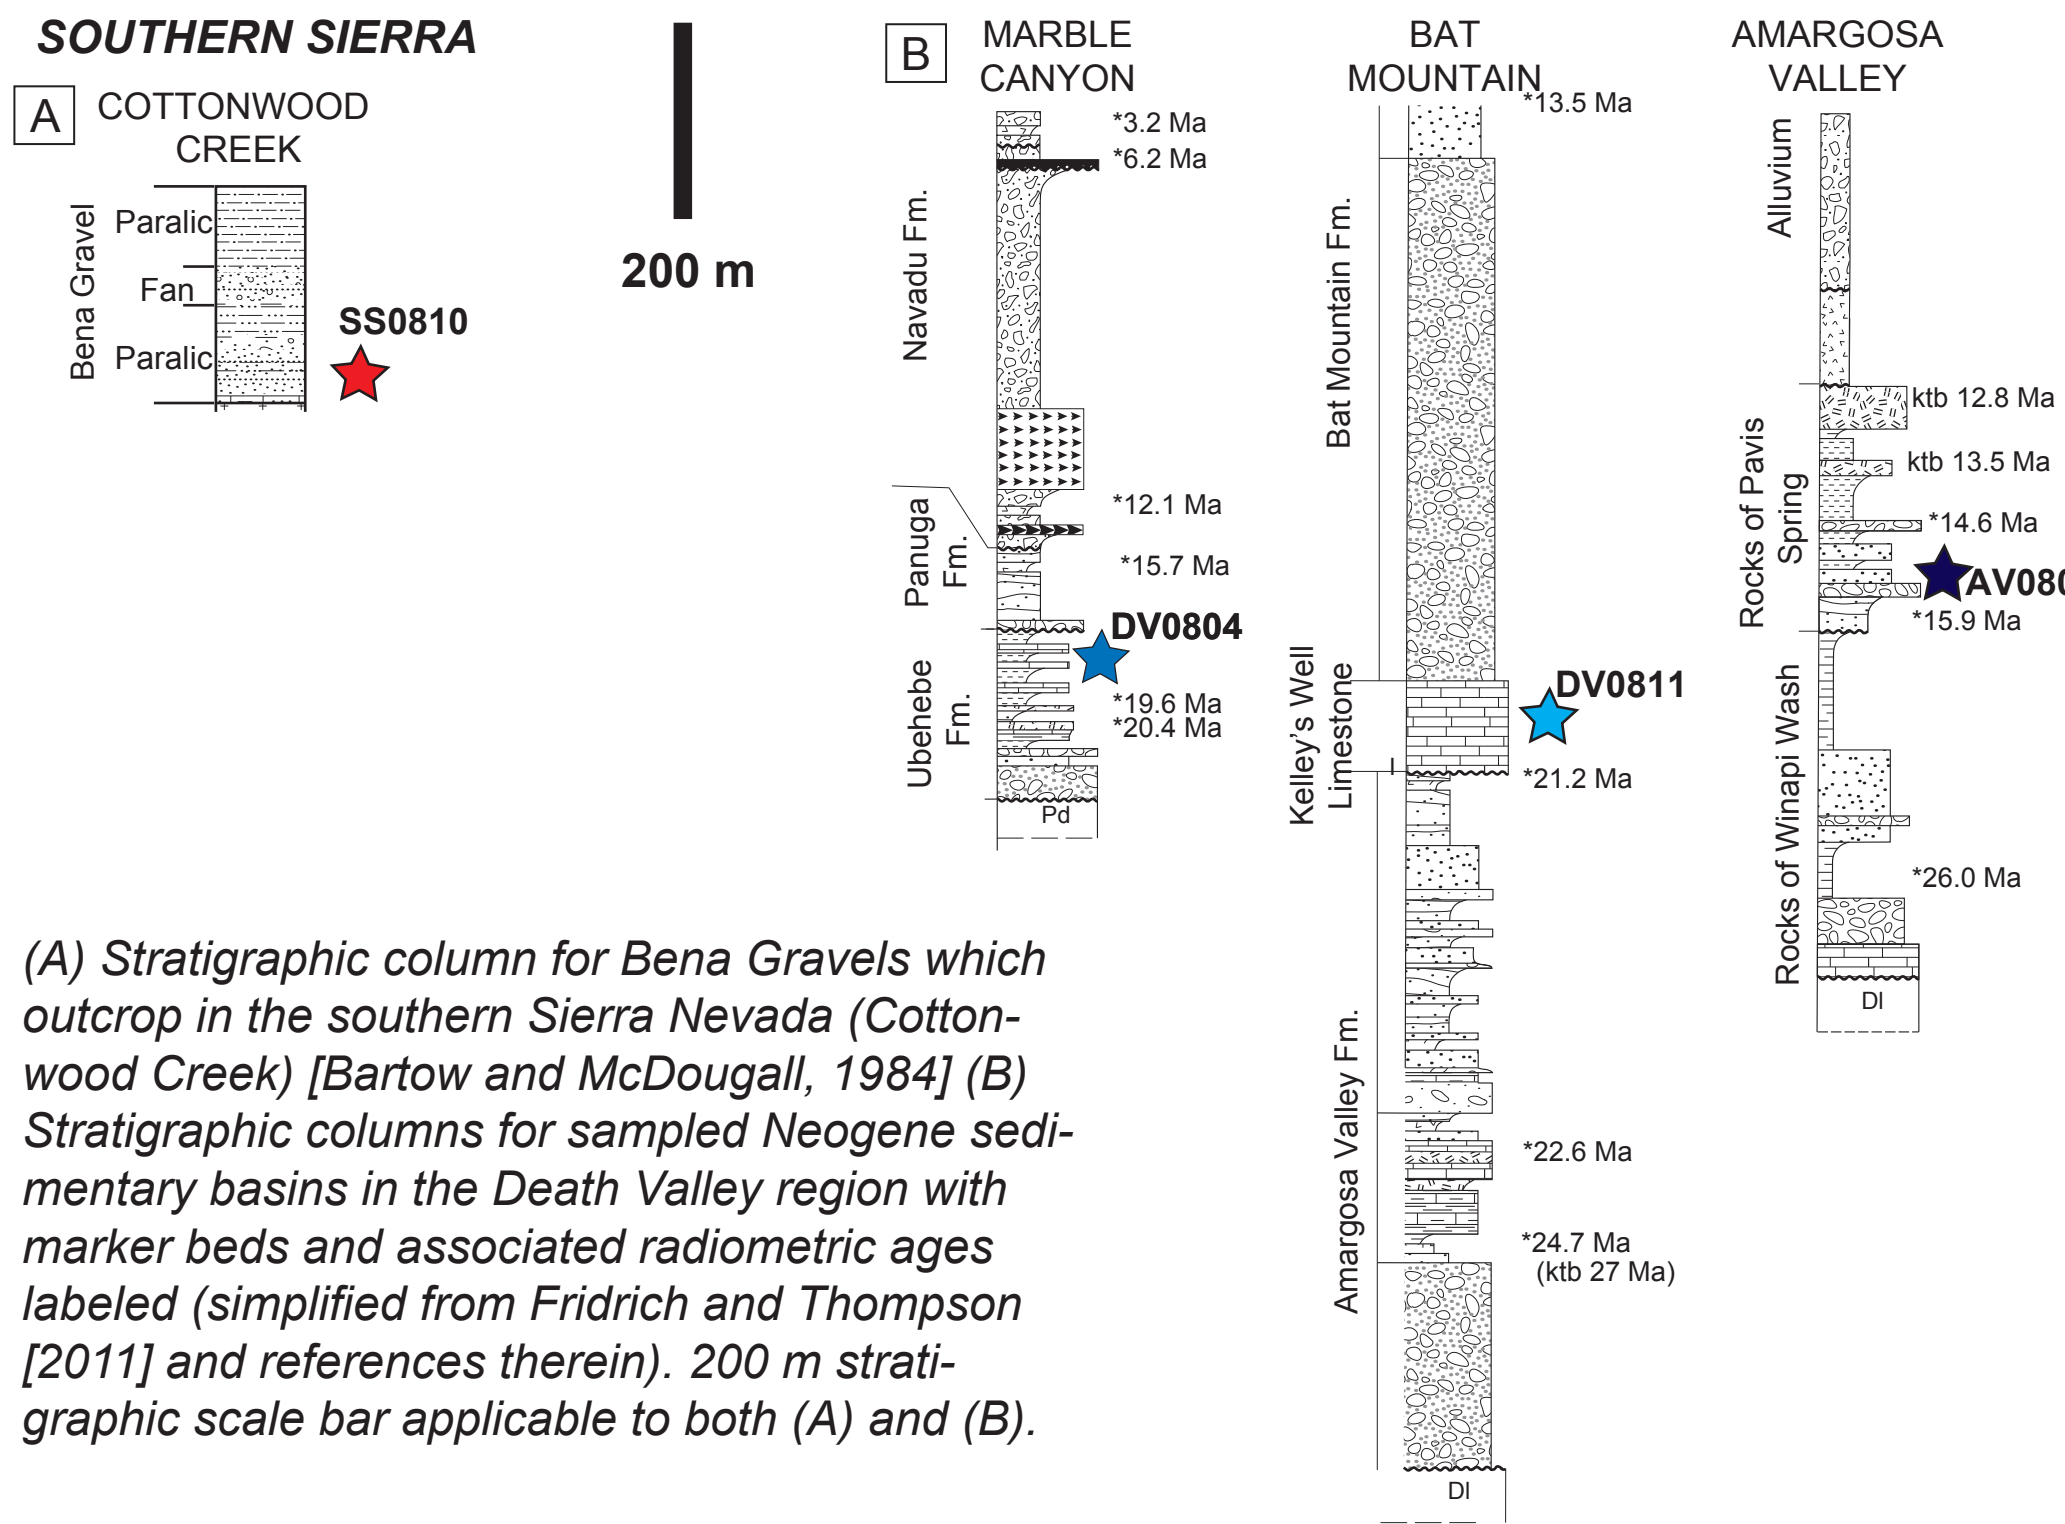 SOUTHERN SIERRA
A
COTTONWOOD
CREEK
Bena Gravel
Paralic
Fan
Paralic
SS0810
200 m
B
MARBLE
CANYON
*3.2 Ma
*6.2 Ma
Navadu Fm.
*12.1 Ma
Panuga
Fm.
*15.7 Ma
DV0804
Ubehebe
Fm.
*19.6 Ma
*20.4 Ma
Pd
BAT
MOUNTAIN
*13.5 Ma
Bat Mountain Fm.
Kelley's Well
Limestone
DV0811
*21.2 Ma
Amargosa Valley Fm.
*22.6 Ma
*24.7 Ma
(ktb 27 Ma)
Dl
AMARGOSA
VALLEY
Alluvium
ktb 12.8 Ma
ktb 13.5 Ma
Rocks of Pavis
Spring
*14.6 Ma
AV080
*15.9 Ma
Rocks of Winapi Wash
*26.0 Ma
Dl
(A) Stratigraphic column for Bena Gravels which
outcrop in the southern Sierra Nevada (Cotton-
wood Creek) [Bartow and McDougall, 1984] (B)
Stratigraphic columns for sampled Neogene sedi-
mentary basins in the Death Valley region with
marker beds and associated radiometric ages
labeled (simplified from Fridrich and Thompson
[2011] and references therein). 200 m strati-
graphic scale bar applicable to both (A) and (B).